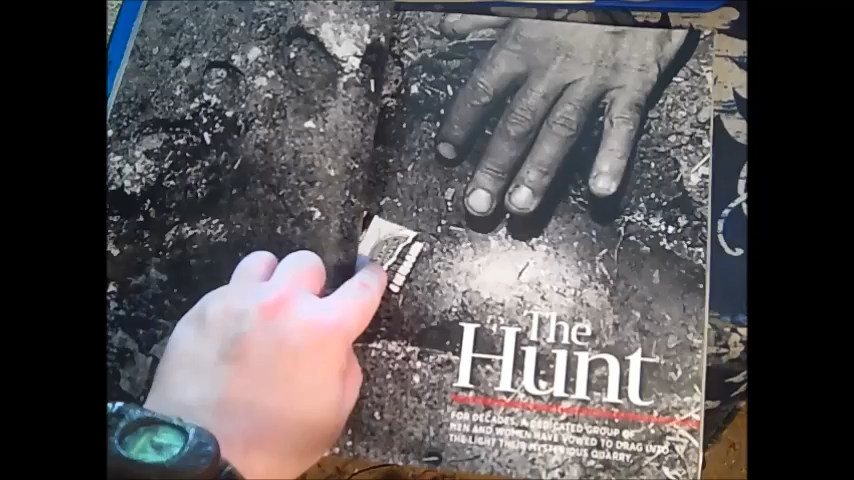 The
Hunt
FOR DECADES, A DEDICATED GROUP OF
MEN AND WOMEN HAVE VOWED TO DRAG INTO
THE LIGHT THEIR MYSTERIOUS QUARRY.